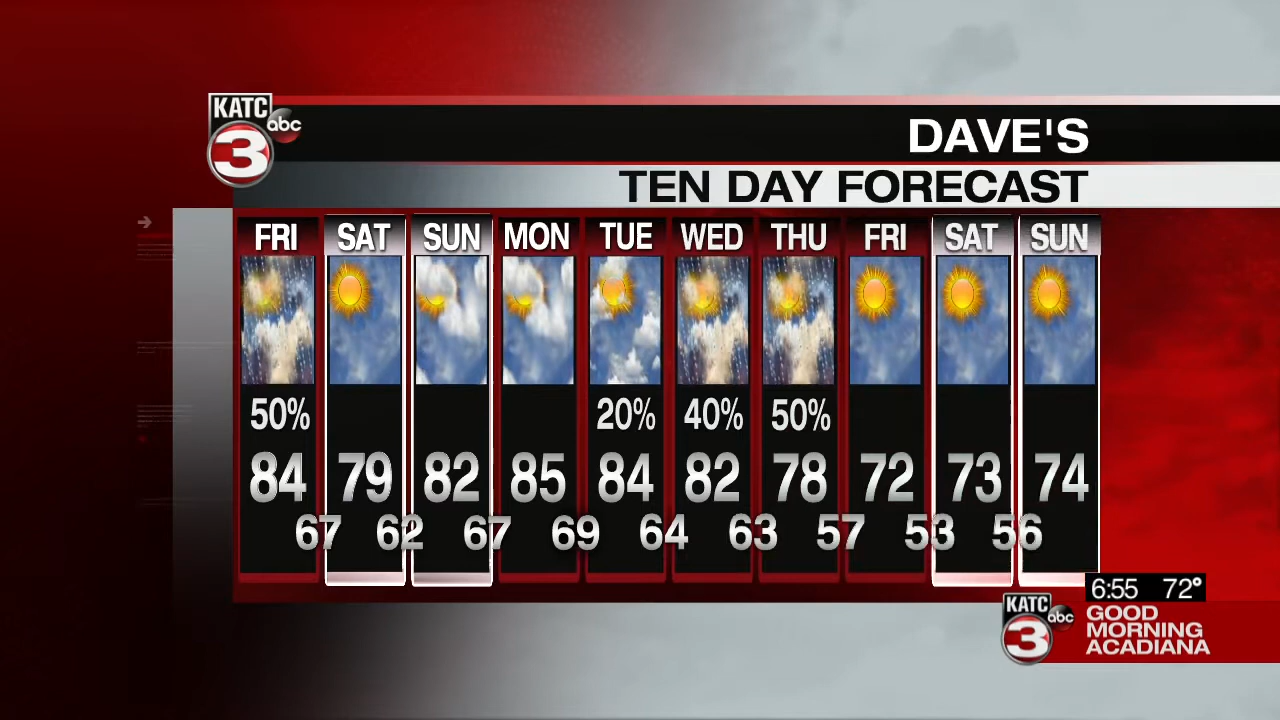 KATC
abc
3
DAVE'S
TEN DAY FORECAST
FRI SAT SUN MON TUE WED THU FRI SAT SUN
50% 20% 40% 50%
84 79 82 85 84 82 78 72 73 74
67 62 67 69 64 63 57 53 56
6:55 72°
KATC
abc
3
GOOD
MORNING
ACADIANA